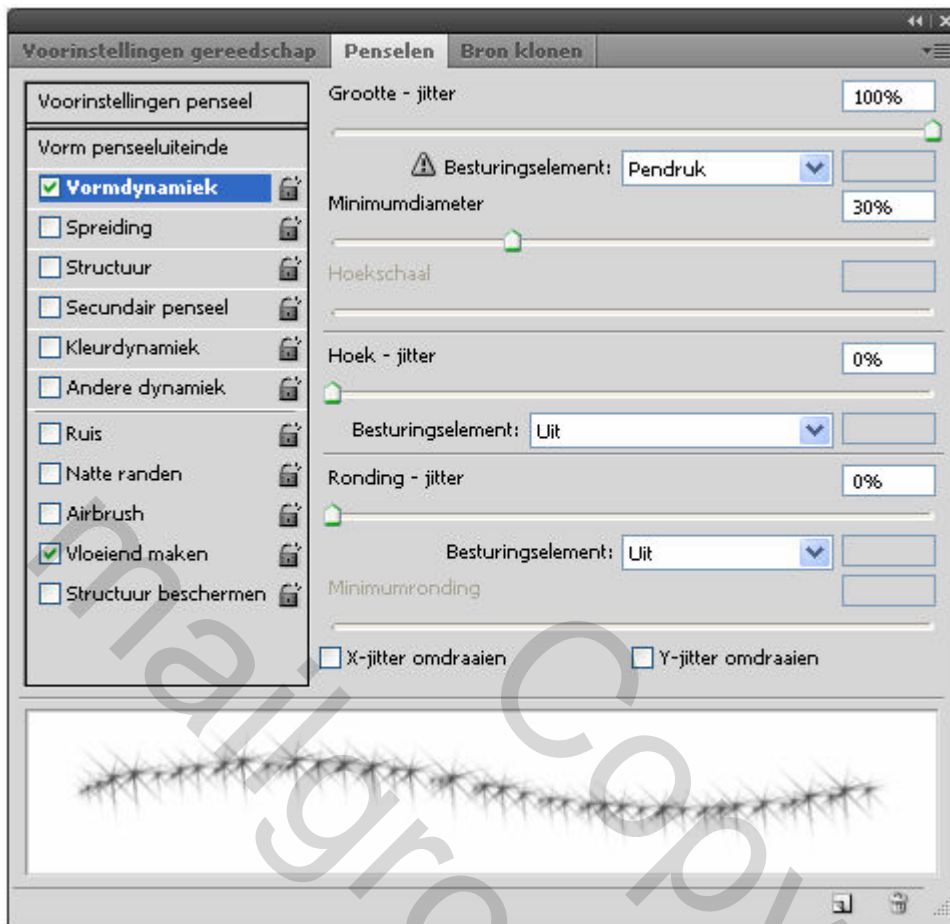 Voorinstellingen gereedschap Penselen Bron klonen
Voorinstellingen penseel
Vorm penseeluiteinde
Vormdynamiek
Spreiding
Structuur
Secundair penseel
Kleurdynamiek
Andere dynamiek
Ruis
Natte randen
Airbrush
Vloeiend maken
Structuur beschermen
Grootte - jitter 100%
Besturingselement: Pendruk
Minimumdiameter 30%
Hoekschaal
Hoek - jitter 0%
Besturingselement: Uit
Ronding - jitter 0%
Besturingselement: Uit
Minimumronding
X-jitter omdraaien Y-jitter omdraaien